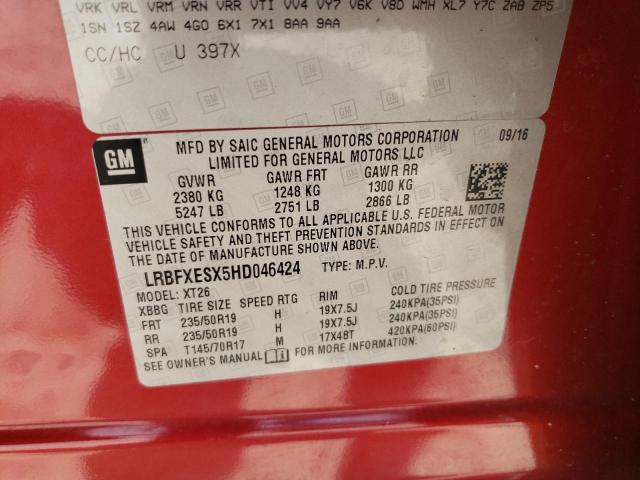 VRK VRL VRM VRN VRR VTI VV4 VY7 V6K V8D WMH XL7 Y7C ZAB ZP5
1SN 1SZ 4AW 4G0 6X1 7X1 8AA 9AA
CC/HC U 397X
GM
MFD BY SAIC GENERAL MOTORS CORPORATION 09/16
LIMITED FOR GENERAL MOTORS LLC
GVWR GAWR FRT GAWR RR
2380 KG 1248 KG 1300 KG
5247 LB 2751 LB 2866 LB
THIS VEHICLE CONFORMS TO ALL APPLICABLE U.S. FEDERAL MOTOR
VEHICLE SAFETY AND THEFT PREVENTION STANDARDS IN EFFECT ON
THE DATE OF MANUFACTURE SHOWN ABOVE.
LRBFXESX5HD046424 TYPE: M.P.V.
MODEL: XT26
XBBG TIRE SIZE SPEED RTG RIM COLD TIRE PRESSURE
FRT 235/50R19 H 19X7.5J 240KPA(35PSI)
RR 235/50R19 H 19X7.5J 240KPA(35PSI)
SPA T145/70R17 M 17X4BT 420KPA(60PSI)
SEE OWNER'S MANUAL FOR MORE INFORMATION.